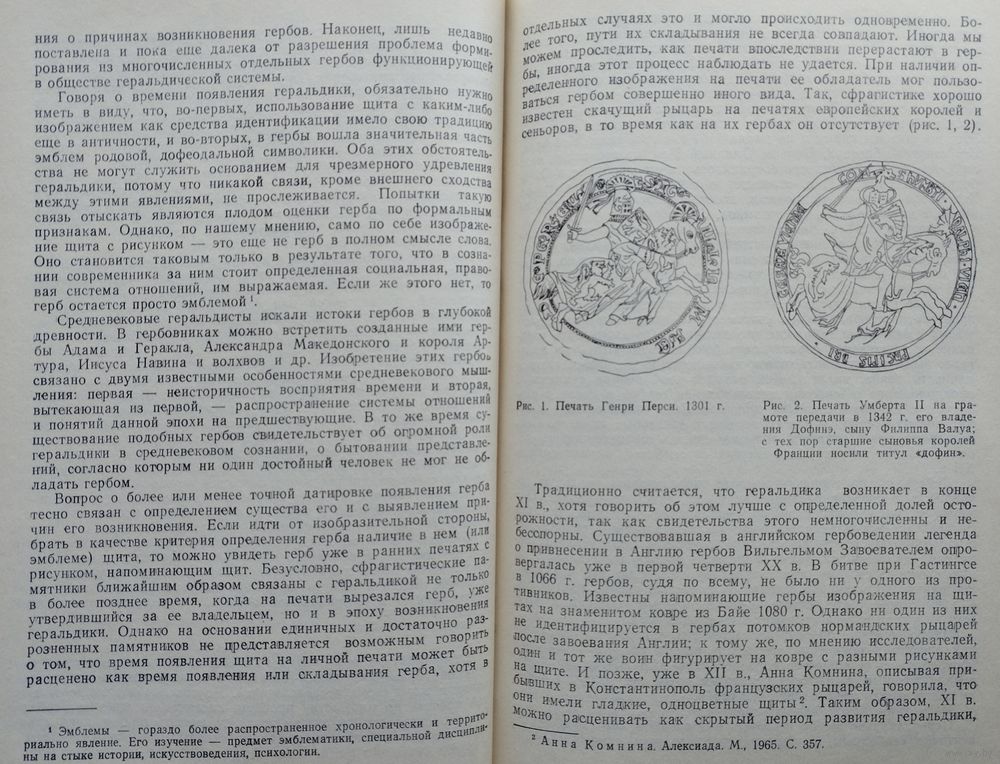 ния о причинах возникновения гербов. Наконец, лишь недавно
поставлена и пока еще далека от разрешения проблема форми-
рования из многочисленных отдельных гербов функционирующей
в обществе геральдической системы.
Говоря о времени появления геральдики, обязательно нужно
иметь в виду, что, во-первых, использование щита с каким-либо
изображением как средства идентификации имело свою традицию
еще в античности, и во-вторых, в гербы вошла значительная часть
эмблем родовой, дофеодальной символики. Оба этих обстоятель-
ства не могут служить основанием для чрезмерного удревления
геральдики, потому что никакой связи, кроме внешнего сходства
между этими явлениями, не прослеживается. Попытки такую
связь отыскать являются плодом оценки герба по формальным
признакам. Однако, по нашему мнению, само по себе изображе-
ние щита с рисунком — это еще не герб в полном смысле слова.
Оно становится таковым только в результате того, что в созна-
нии современника за ним стоит определенная социальная, право-
вая система отношений, им выражаемая. Если же этого нет, то
герб остается просто эмблемой ¹.
Средневековые геральдисты искали истоки гербов в глубокой
древности. В гербовниках можно встретить созданные ими гер-
бы Адама и Геракла, Александра Македонского и короля Ар-
тура, Иисуса Навина и волхвов и др. Изобретение этих гербов
связано с двумя известными особенностями средневекового мыш-
ления: первая — неисторичность восприятия времени и вторая,
вытекающая из первой, — распространение системы отношений
и понятий данной эпохи на предшествующие. В то же время су-
ществование подобных гербов свидетельствует об огромной роли
геральдики в средневековом сознании, о бытовании представле-
ний, согласно которым ни один достойный человек не мог не об-
ладать гербом.
Вопрос о более или менее точной датировке появления герба
тесно связан с определением существа его и с выявлением при-
чин его возникновения. Если идти от изобразительной стороны,
брать в качестве критерия определения герба наличие в нем (или
эмблеме) щита, то можно увидеть герб уже в ранних печатях с
рисунком, напоминающим щит. Безусловно, сфрагистические па-
мятники ближайшим образом связаны с геральдикой не только
в более позднее время, когда на печати вырезался герб, уже
утвердившийся за ее владельцем, но и в эпоху возникновения
геральдики. Однако на основании единичных и достаточно раз-
розненных памятников не представляется возможным говорить
о том, что время появления щита на личной печати может быть
расценено как время появления или складывания герба, хотя в
¹ Эмблемы — гораздо более распространенное хронологически и террито-
риально явление. Его изучение — предмет эмблематики, специальной дисципли-
ны на стыке истории, искусствоведения, психологии.
отдельных случаях это и могло происходить одновременно. Бо-
лее того, пути их складывания не всегда совпадают. Иногда мы
можем проследить, как печати впоследствии перерастают в гер-
бы, иногда этот процесс наблюдать не удается. При наличии оп-
ределенного изображения на печати ее обладатель мог пользо-
ваться гербом совершенно иного вида. Так, сфрагистике хорошо
известен скачущий рыцарь на печатях европейских королей и
сеньоров, в то время как на их гербах он отсутствует (рис. 1, 2).
Рис. 1. Печать Генри Перси. 1301 г.
Рис. 2. Печать Умберта II на гра-
моте передачи в 1342 г. его владе-
ния Дофинэ, сыну Филиппа Валуа;
с тех пор старшие сыновья королей
Франции носили титул «дофин».
Традиционно считается, что геральдика возникает в конце
XI в., хотя говорить об этом лучше с определенной долей осто-
рожности, так как свидетельства этого немногочисленны и не-
бесспорны. Существовавшая в английском гербоведении легенда
о привнесении в Англию гербов Вильгельмом Завоевателем опро-
вергалась уже в первой четверти XX в. В битве при Гастингсе
в 1066 г. гербов, судя по всему, не было ни у одного из про-
тивников. Известны напоминающие гербы изображения на щи-
тах на знаменитом ковре из Байе 1080 г. Однако ни один из них
не идентифицируется в гербах потомков нормандских рыцарей
после завоевания Англии; к тому же, по мнению исследователей,
один и тот же воин фигурирует на ковре с разными рисунками
на щите. И позже, уже в XII в., Анна Комнина, описывая при-
бывших в Константинополь французских рыцарей, говорила, что
они имели гладкие, одноцветные щиты ². Таким образом, XI в.
можно расценивать как скрытый период развития геральдики,
² Анна Комнина. Алексиада. М., 1965. С. 357.